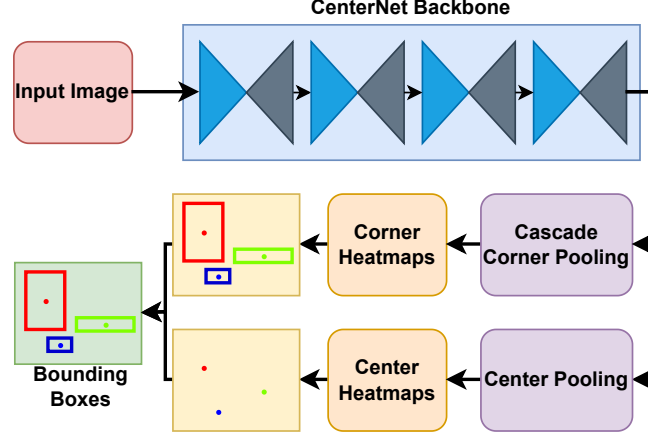 CenterNet Backbone
Input Image
Corner
Heatmaps
Cascade
Corner Pooling
Center
Heatmaps
Center Pooling
Bounding
Boxes